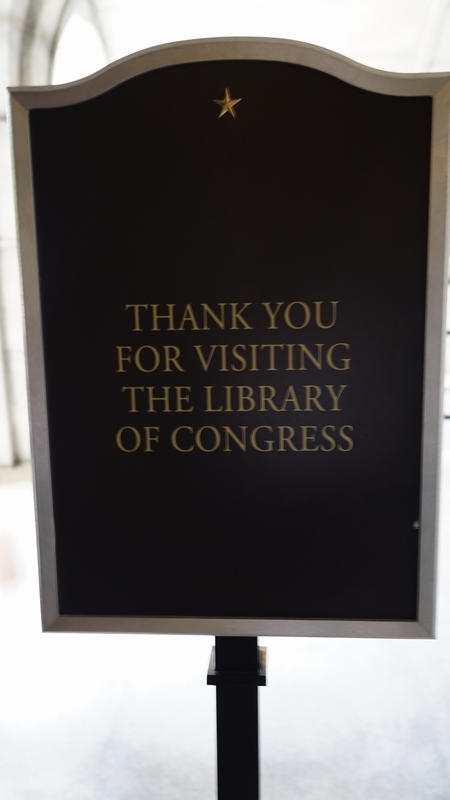 THANK YOU
FOR VISITING
THE LIBRARY
OF CONGRESS